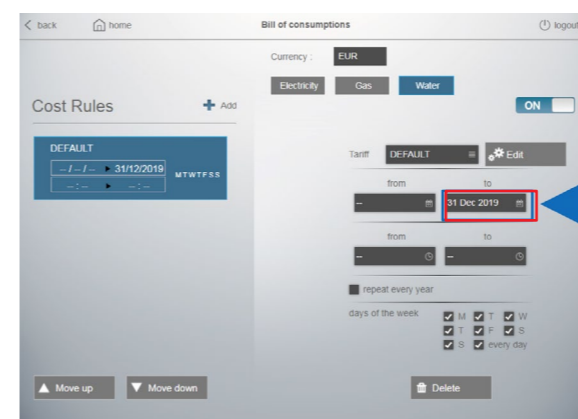 back home Bill of consumptions logout
Currency : EUR
Electricity Gas Water
Cost Rules Add
ON
DEFAULT
-- / -- / -- 31/12/2019
-- : -- -- : --
MTWTFSS
Tariff DEFAULT Edit
from to
-- 31 Dec 2019
from to
-- --
repeat every year
days of the week M T W
T F S
S every day
Move up Move down Delete